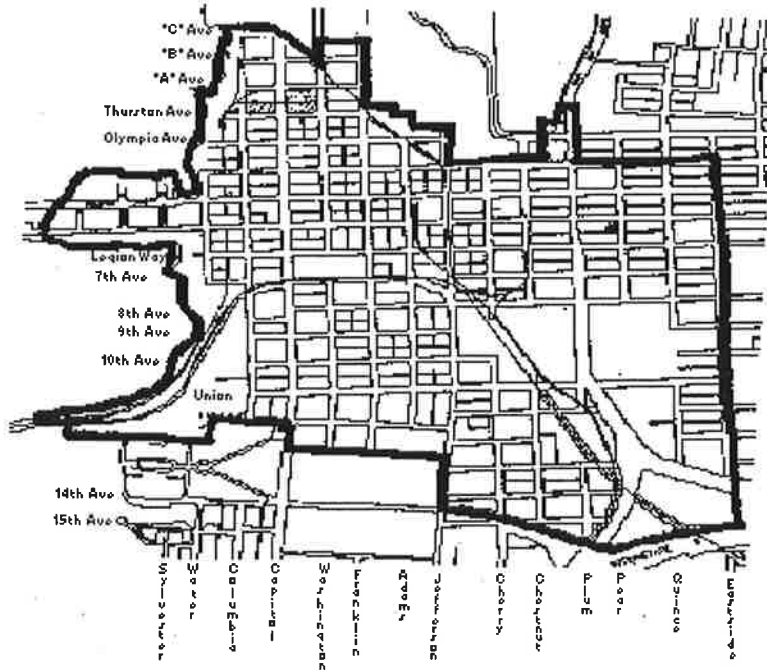 "C" Ave
"B" Ave
"A" Ave
Thurston Ave
Olympia Ave
Legion Way
7th Ave
8th Ave
9th Ave
10th Ave
Union
14th Ave
15th Ave
Sylvester
Water
Columbia
Capital
Washington
Franklin
Adams
Jefferson
Cherry
Chestnut
Plum
Pear
Quince
Eastside